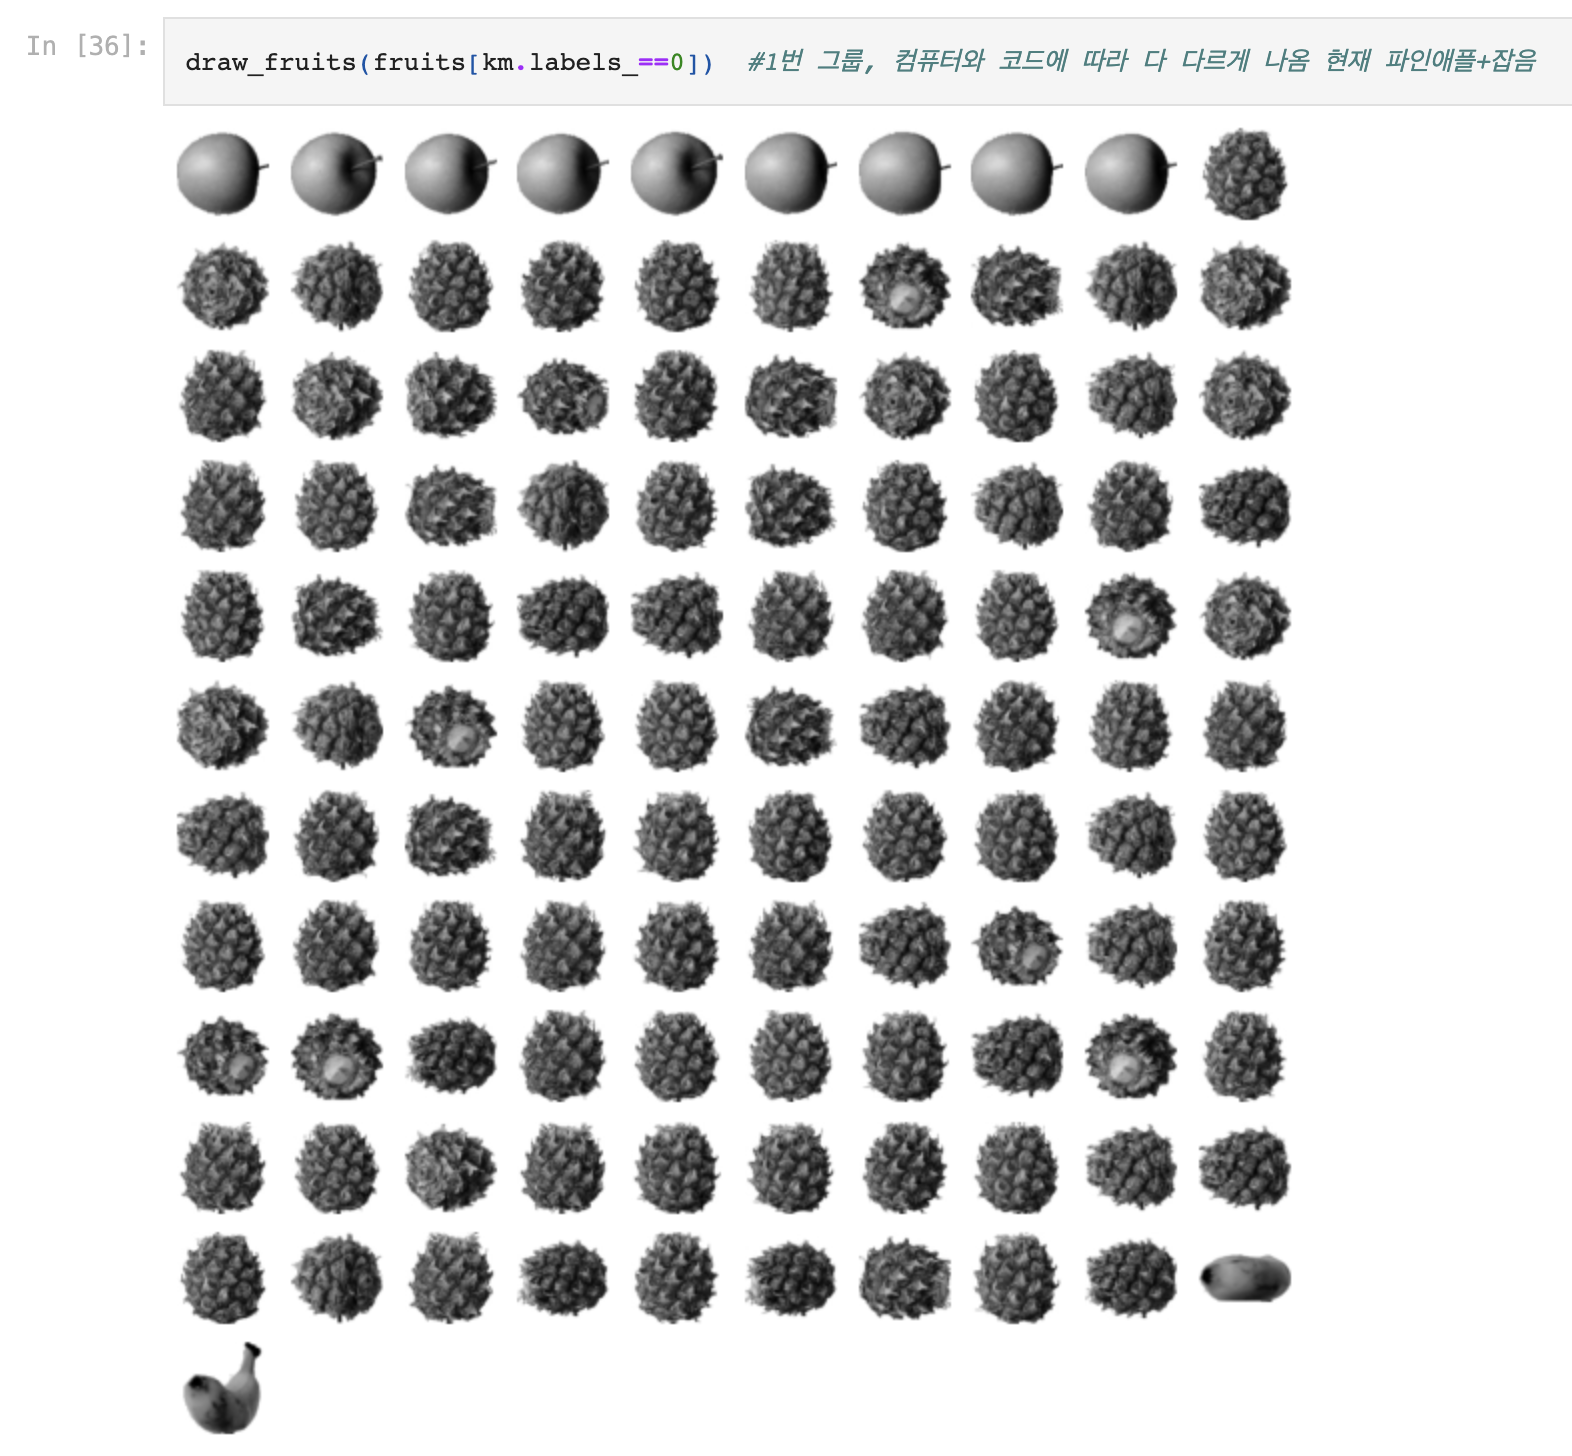 In [36]:
draw_fruits(fruits[km.labels_==0])  #1번 그룹, 컴퓨터와 코드에 따라 다 다르게 나옴 현재 파인애플+잡음